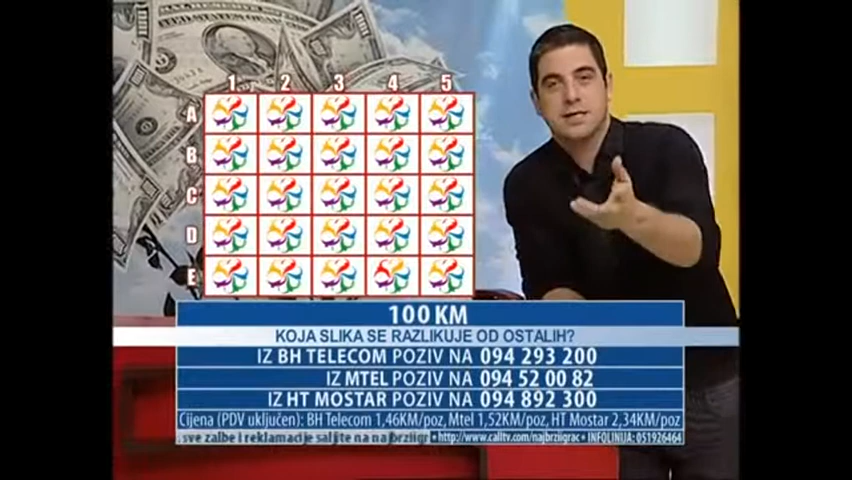 1 2 3 4 5
A
B
C
D
E
100 KM
KOJA SLIKA SE RAZLIKUJE OD OSTALIH?
IZ BH TELECOM POZIV NA 094 293 200
IZ MTEL POZIV NA 094 52 00 82
IZ HT MOSTAR POZIV NA 094 892 300
Cijena (PDV uključen): BH Telecom 1,46KM/poz, Mtel 1,52KM/poz, HT Mostar 2,34KM/poz
sve zalbe i reklamacije saljite na najbrziigr • http://www.calltv.com/najbrziigrac • INFOLINIJA: 051926464